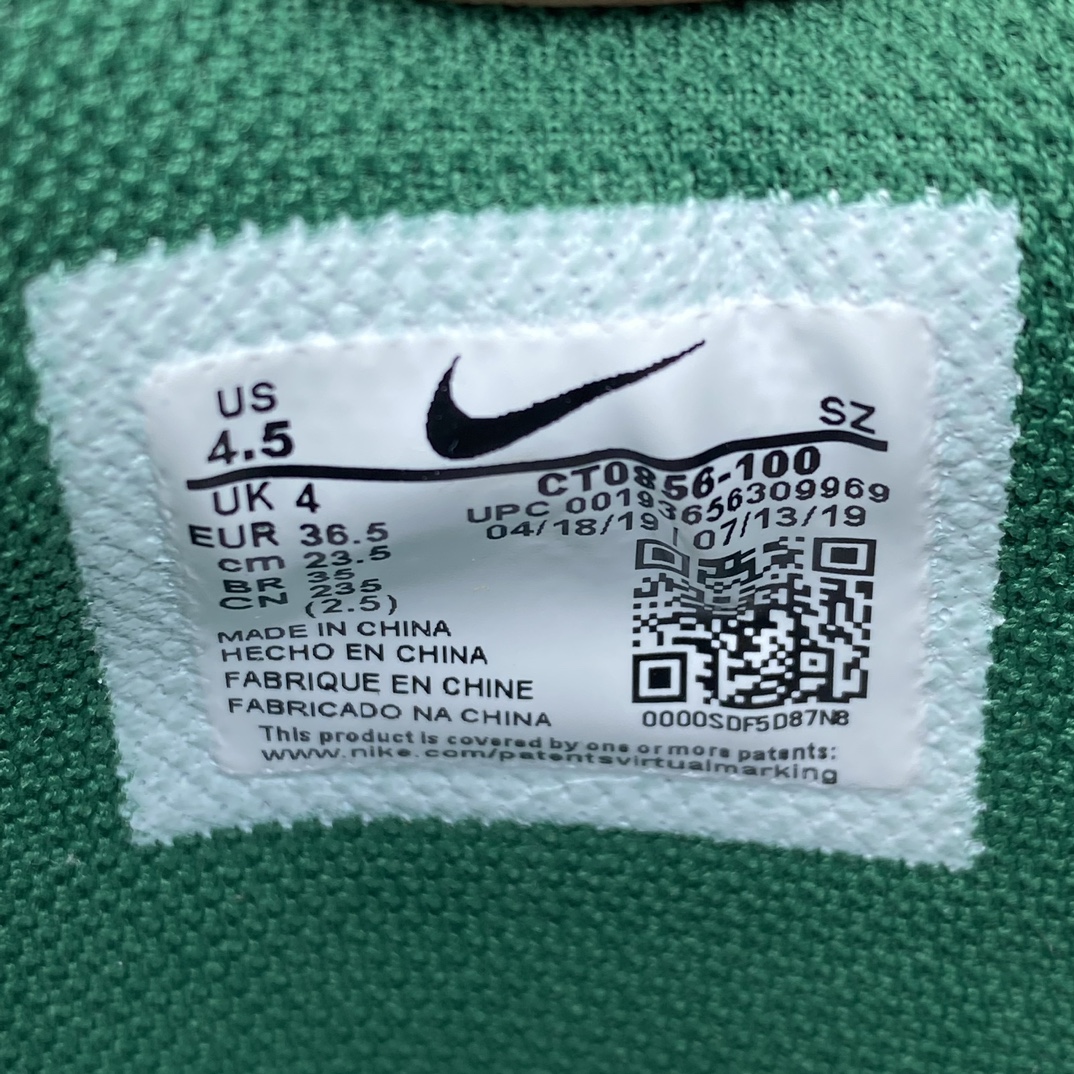 US
4.5
SZ
UK 4
EUR 36.5
cm 23.5
BR 35
CN 235
(2.5)
CT0856-100
UPC 00193656309969
04/18/19 | 07/13/19
MADE IN CHINA
HECHO EN CHINA
FABRIQUE EN CHINE
FABRICADO NA CHINA
0000SDF5D87N8
This product is covered by one or more patents:
www.nike.com/patentsvirtualmarking